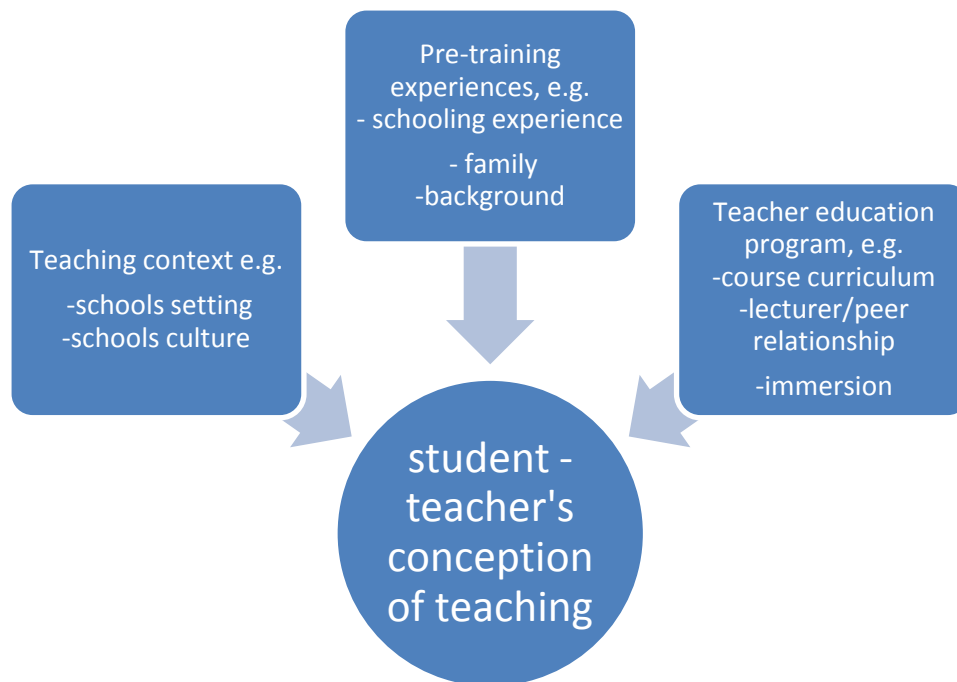 Pre-training
experiences, e.g.
- schooling experience
- family
-background
Teaching context e.g.
-schools setting
-schools culture
Teacher education
program, e.g.
-course curriculum
-lecturer/peer
relationship
-immersion
student -
teacher's
conception
of teaching